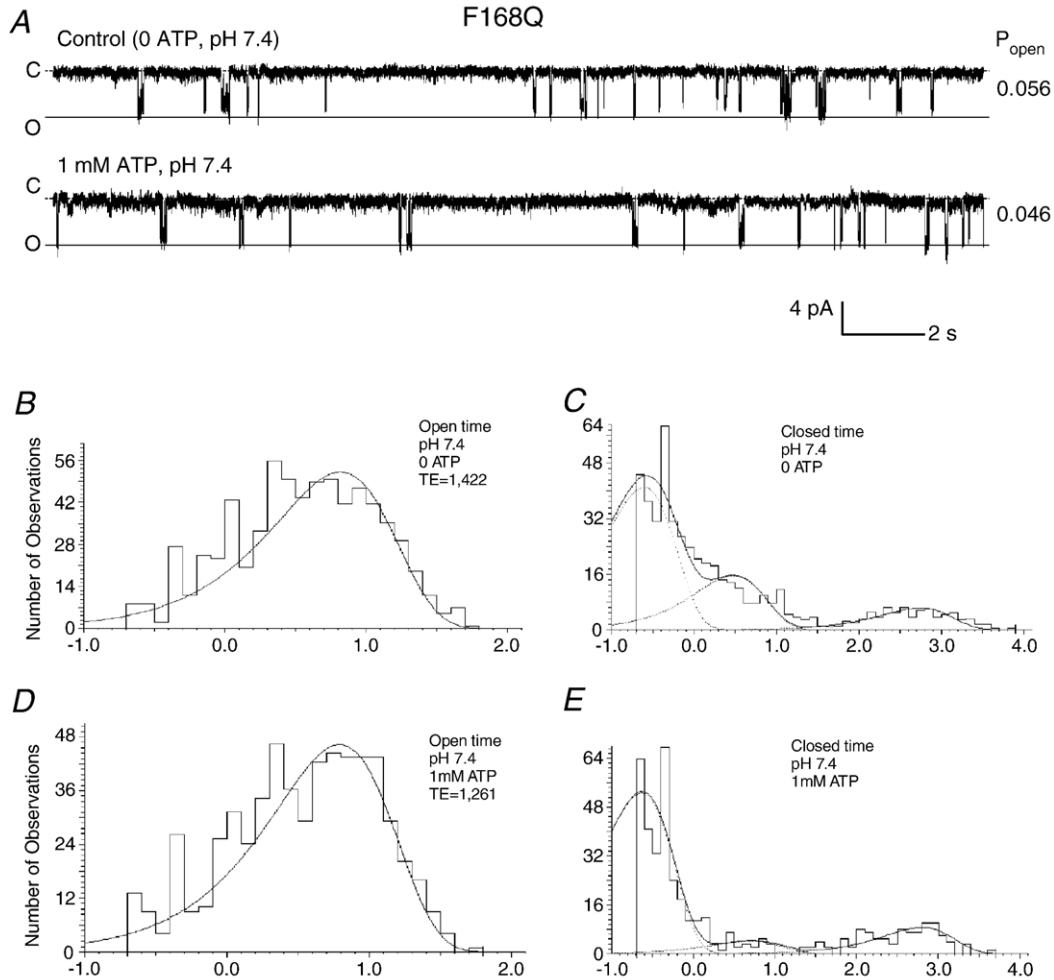 F168Q
A
Control (0 ATP, pH 7.4)
P open
C
0.056
O
1 mM ATP, pH 7.4
C
0.046
O
4 pA
2 s
B
Open time
pH 7.4
0 ATP
TE=1,422
Number of Observations
56
42
28
14
0
-1.0 0.0 1.0 2.0
C
Closed time
pH 7.4
0 ATP
64
48
32
16
0
-1.0 0.0 1.0 2.0 3.0 4.0
D
Open time
pH 7.4
1mM ATP
TE=1,261
Number of Observations
48
36
24
12
0
-1.0 0.0 1.0 2.0
E
Closed time
pH 7.4
1mM ATP
64
48
32
16
0
-1.0 0.0 1.0 2.0 3.0 4.0